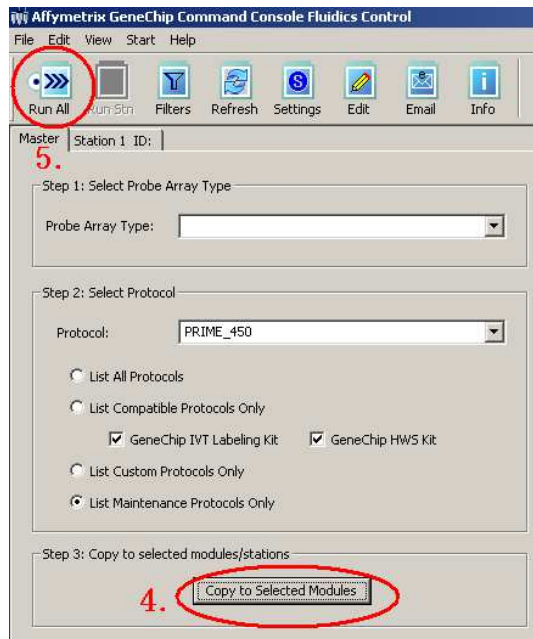 Affymetrix GeneChip Command Console Fluidics Control
File Edit View Start Help
Run All Run Stn Filters Refresh Settings Edit Email Info
Master Station 1 ID:
5.
Step 1: Select Probe Array Type
Probe Array Type:
Step 2: Select Protocol
Protocol: PRIME_450
List All Protocols
List Compatible Protocols Only
GeneChip IVT Labeling Kit GeneChip HWS Kit
List Custom Protocols Only
List Maintenance Protocols Only
Step 3: Copy to selected modules/stations
4. Copy to Selected Modules